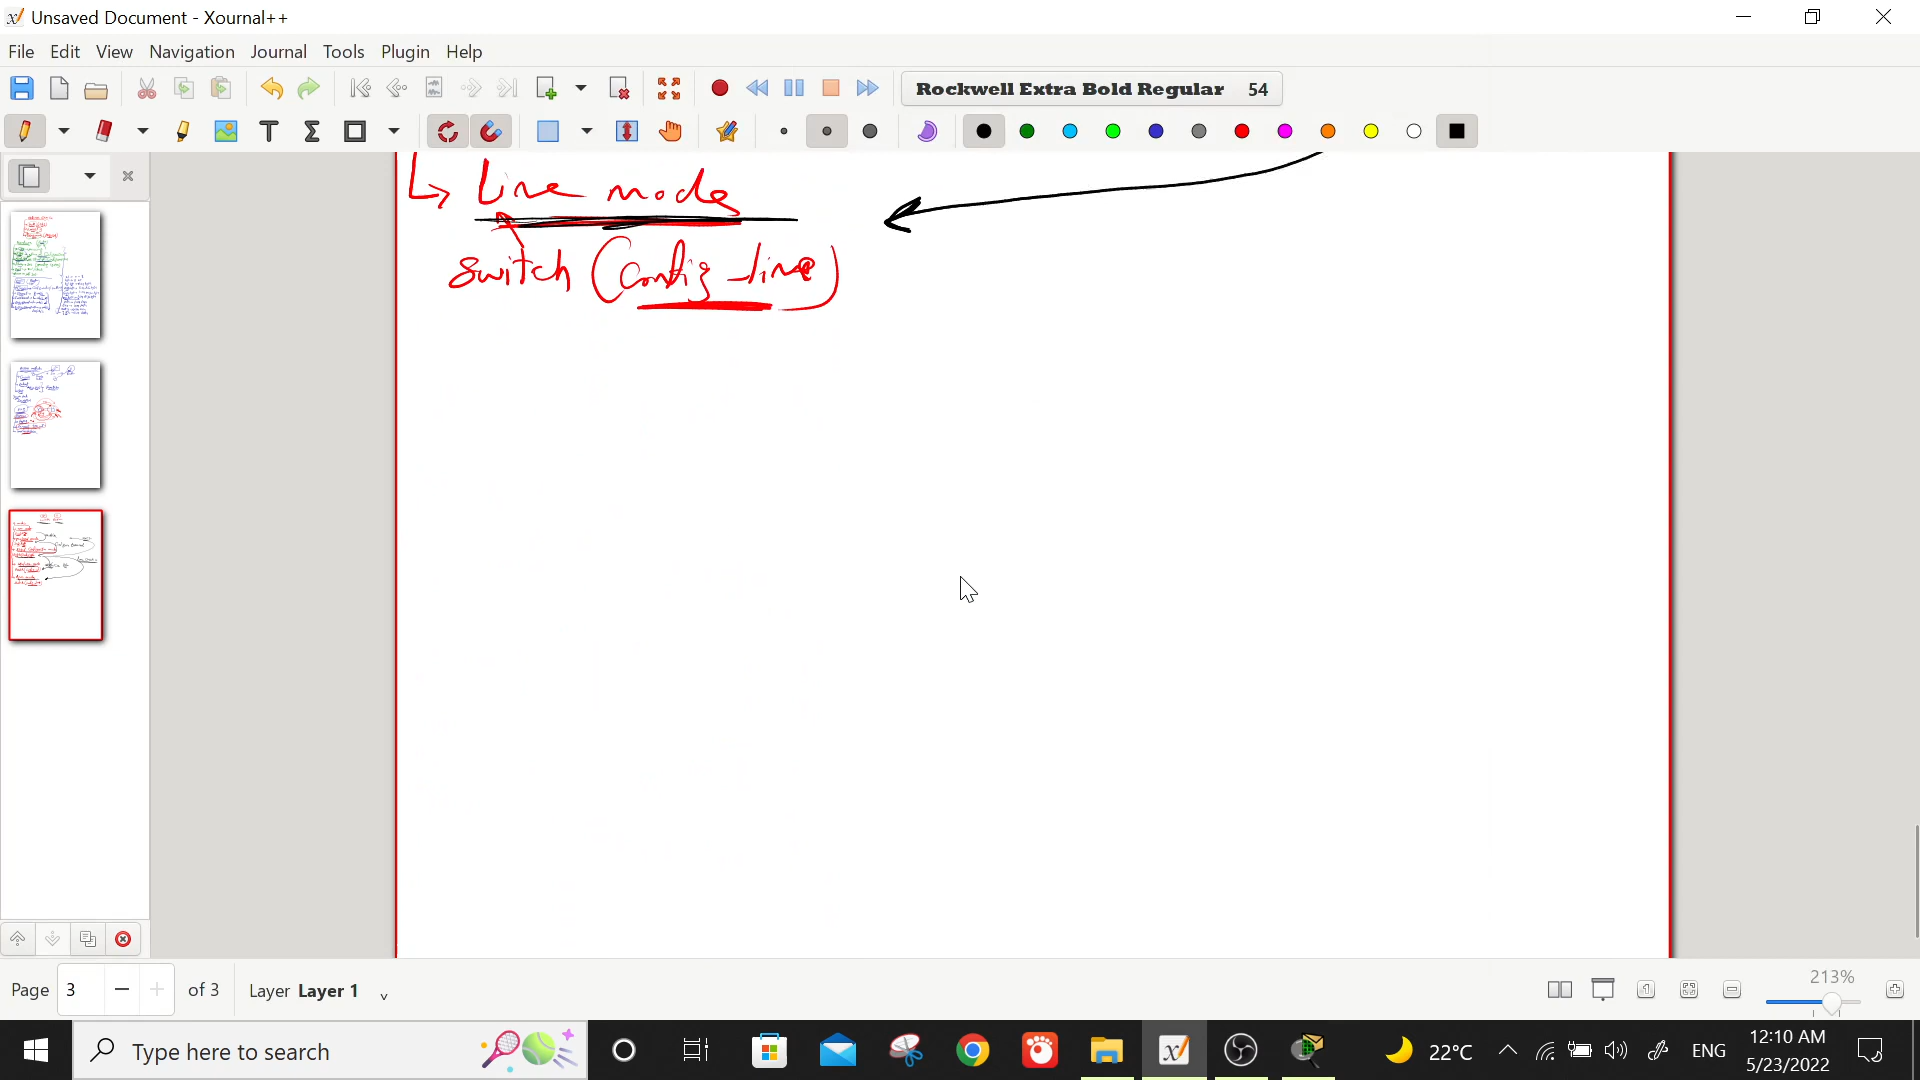 Unsaved Document - Xournal++
File Edit View Navigation Journal Tools Plugin Help
Rockwell Extra Bold Regular 54
↳ Line mode
switch (config-line)
Page 3 of 3 Layer Layer 1
213%
Type here to search
22°C ENG 12:10 AM
5/23/2022